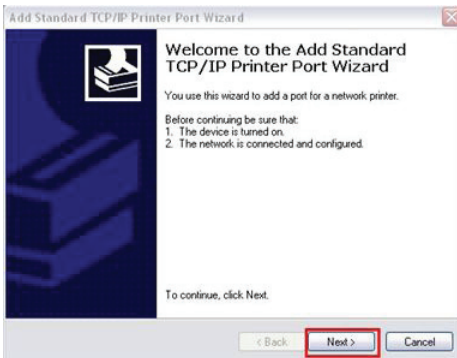 Add Standard TCP/IP Printer Port Wizard
Welcome to the Add Standard
TCP/IP Printer Port Wizard
You use this wizard to add a port for a network printer.
Before continuing be sure that:
1. The device is turned on.
2. The network is connected and configured.
To continue, click Next.
< Back
Next >
Cancel